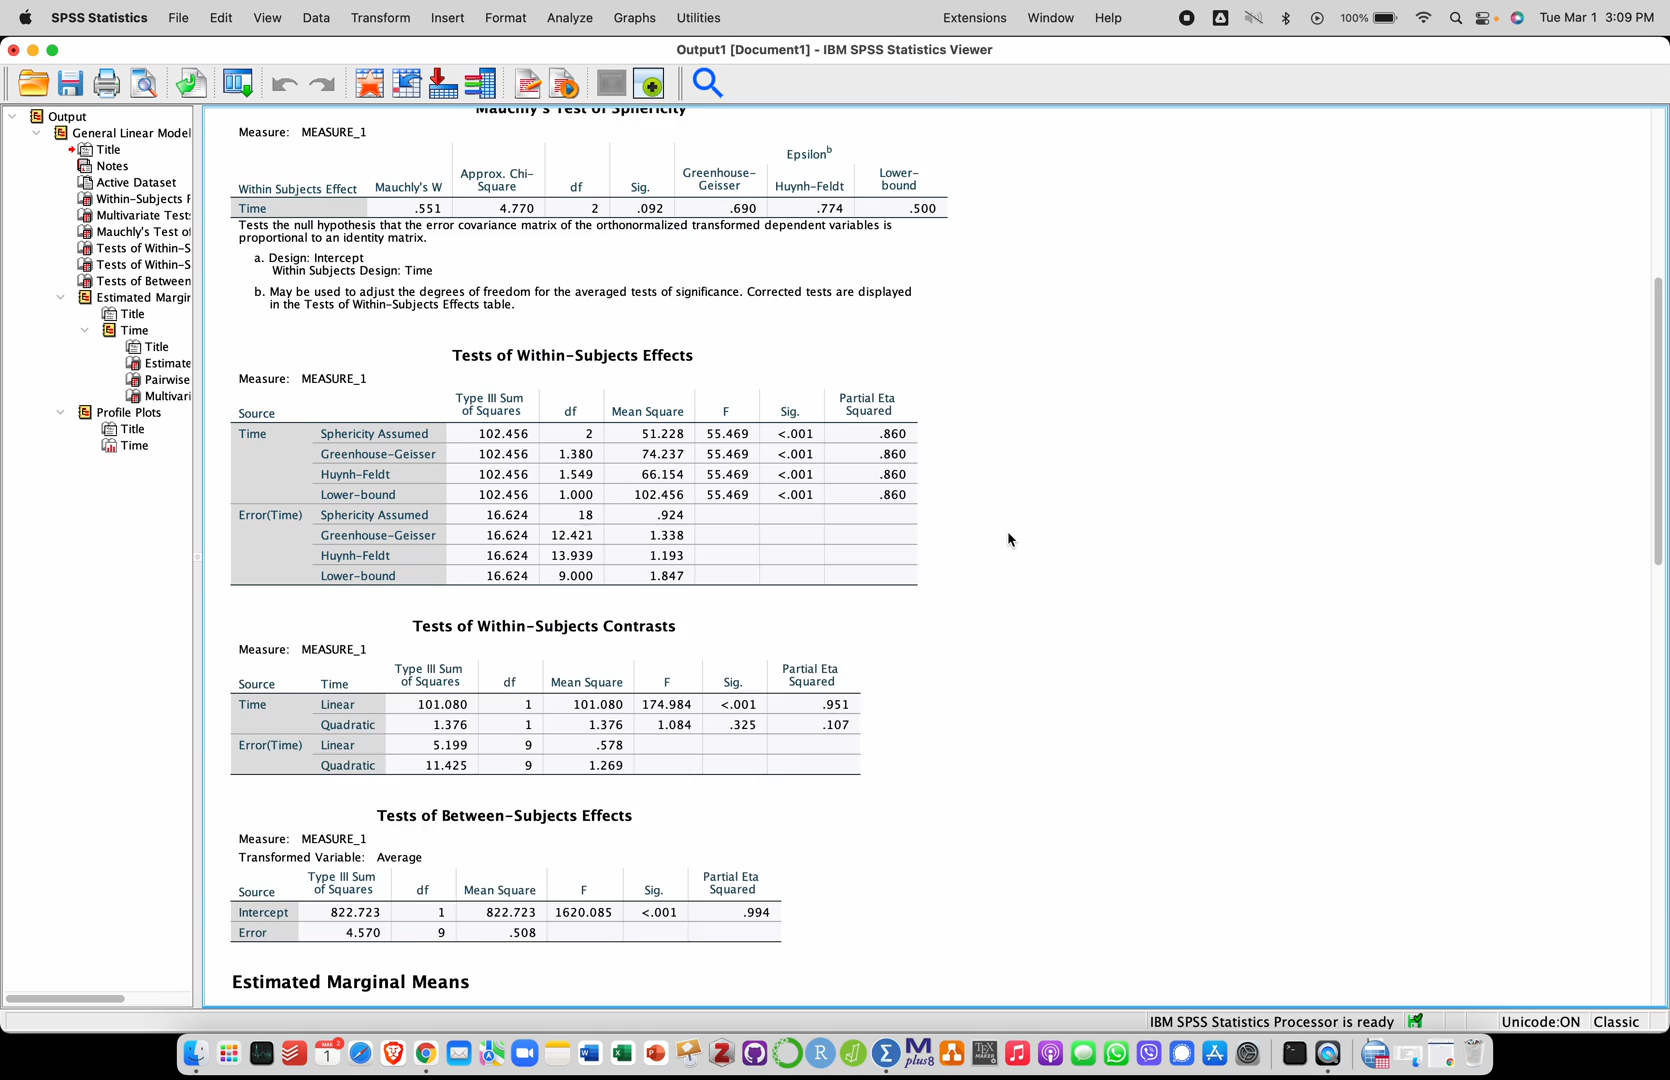 SPSS Statistics File Edit View Data Transform Insert Format Analyze Graphs Utilities Extensions Window Help 100% Tue Mar 1 3:09 PM
Output1 [Document1] - IBM SPSS Statistics Viewer
Output
General Linear Model
Title
Notes
Active Dataset
Within-Subjects F
Multivariate Test
Mauchly's Test of
Tests of Within-S
Tests of Within-S
Tests of Between
Estimated Margin
Title
Time
Title
Estimate
Pairwise
Multivari
Profile Plots
Title
Time
Mauchly's Test of Sphericity
Measure: MEASURE_1
Epsilonb
Within Subjects Effect Mauchly's W Approx. Chi-Square df Sig. Greenhouse-Geisser Huynh-Feldt Lower-bound
Time .551 4.770 2 .092 .690 .774 .500
Tests the null hypothesis that the error covariance matrix of the orthonormalized transformed dependent variables is
proportional to an identity matrix.
a. Design: Intercept
Within Subjects Design: Time
b. May be used to adjust the degrees of freedom for the averaged tests of significance. Corrected tests are displayed
in the Tests of Within-Subjects Effects table.
Tests of Within-Subjects Effects
Measure: MEASURE_1
Source Type III Sum of Squares df Mean Square F Sig. Partial Eta Squared
Time Sphericity Assumed 102.456 2 51.228 55.469 <.001 .860
Greenhouse-Geisser 102.456 1.380 74.237 55.469 <.001 .860
Huynh-Feldt 102.456 1.549 66.154 55.469 <.001 .860
Lower-bound 102.456 1.000 102.456 55.469 <.001 .860
Error(Time) Sphericity Assumed 16.624 18 .924
Greenhouse-Geisser 16.624 12.421 1.338
Huynh-Feldt 16.624 13.939 1.193
Lower-bound 16.624 9.000 1.847
Tests of Within-Subjects Contrasts
Measure: MEASURE_1
Source Time Type III Sum of Squares df Mean Square F Sig. Partial Eta Squared
Time Linear 101.080 1 101.080 174.984 <.001 .951
Quadratic 1.376 1 1.376 1.084 .325 .107
Error(Time) Linear 5.199 9 .578
Quadratic 11.425 9 1.269
Tests of Between-Subjects Effects
Measure: MEASURE_1
Transformed Variable: Average
Source Type III Sum of Squares df Mean Square F Sig. Partial Eta Squared
Intercept 822.723 1 822.723 1620.085 <.001 .994
Error 4.570 9 .508
Estimated Marginal Means
IBM SPSS Statistics Processor is ready Unicode:ON Classic